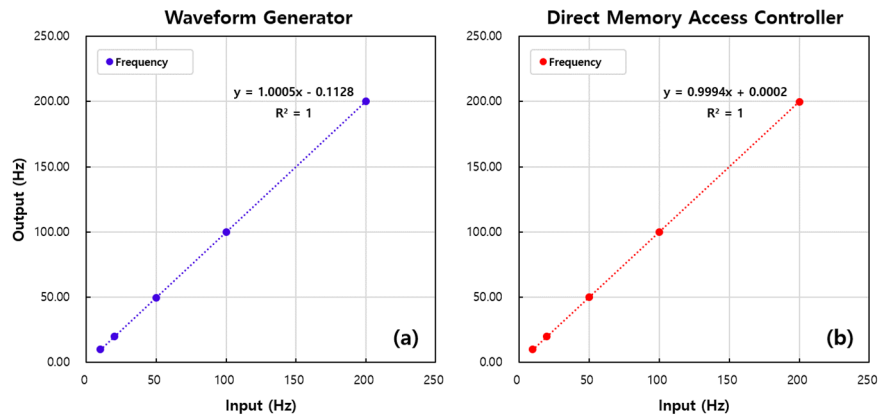 Waveform Generator
250.00
Frequency
y = 1.0005x - 0.1128
R² = 1
200.00
150.00
Output (Hz)
100.00
50.00
(a)
0.00
0 50 100 150 200 250
Input (Hz)
Direct Memory Access Controller
250.00
Frequency
y = 0.9994x + 0.0002
R² = 1
200.00
150.00
100.00
50.00
(b)
0.00
0 50 100 150 200 250
Input (Hz)